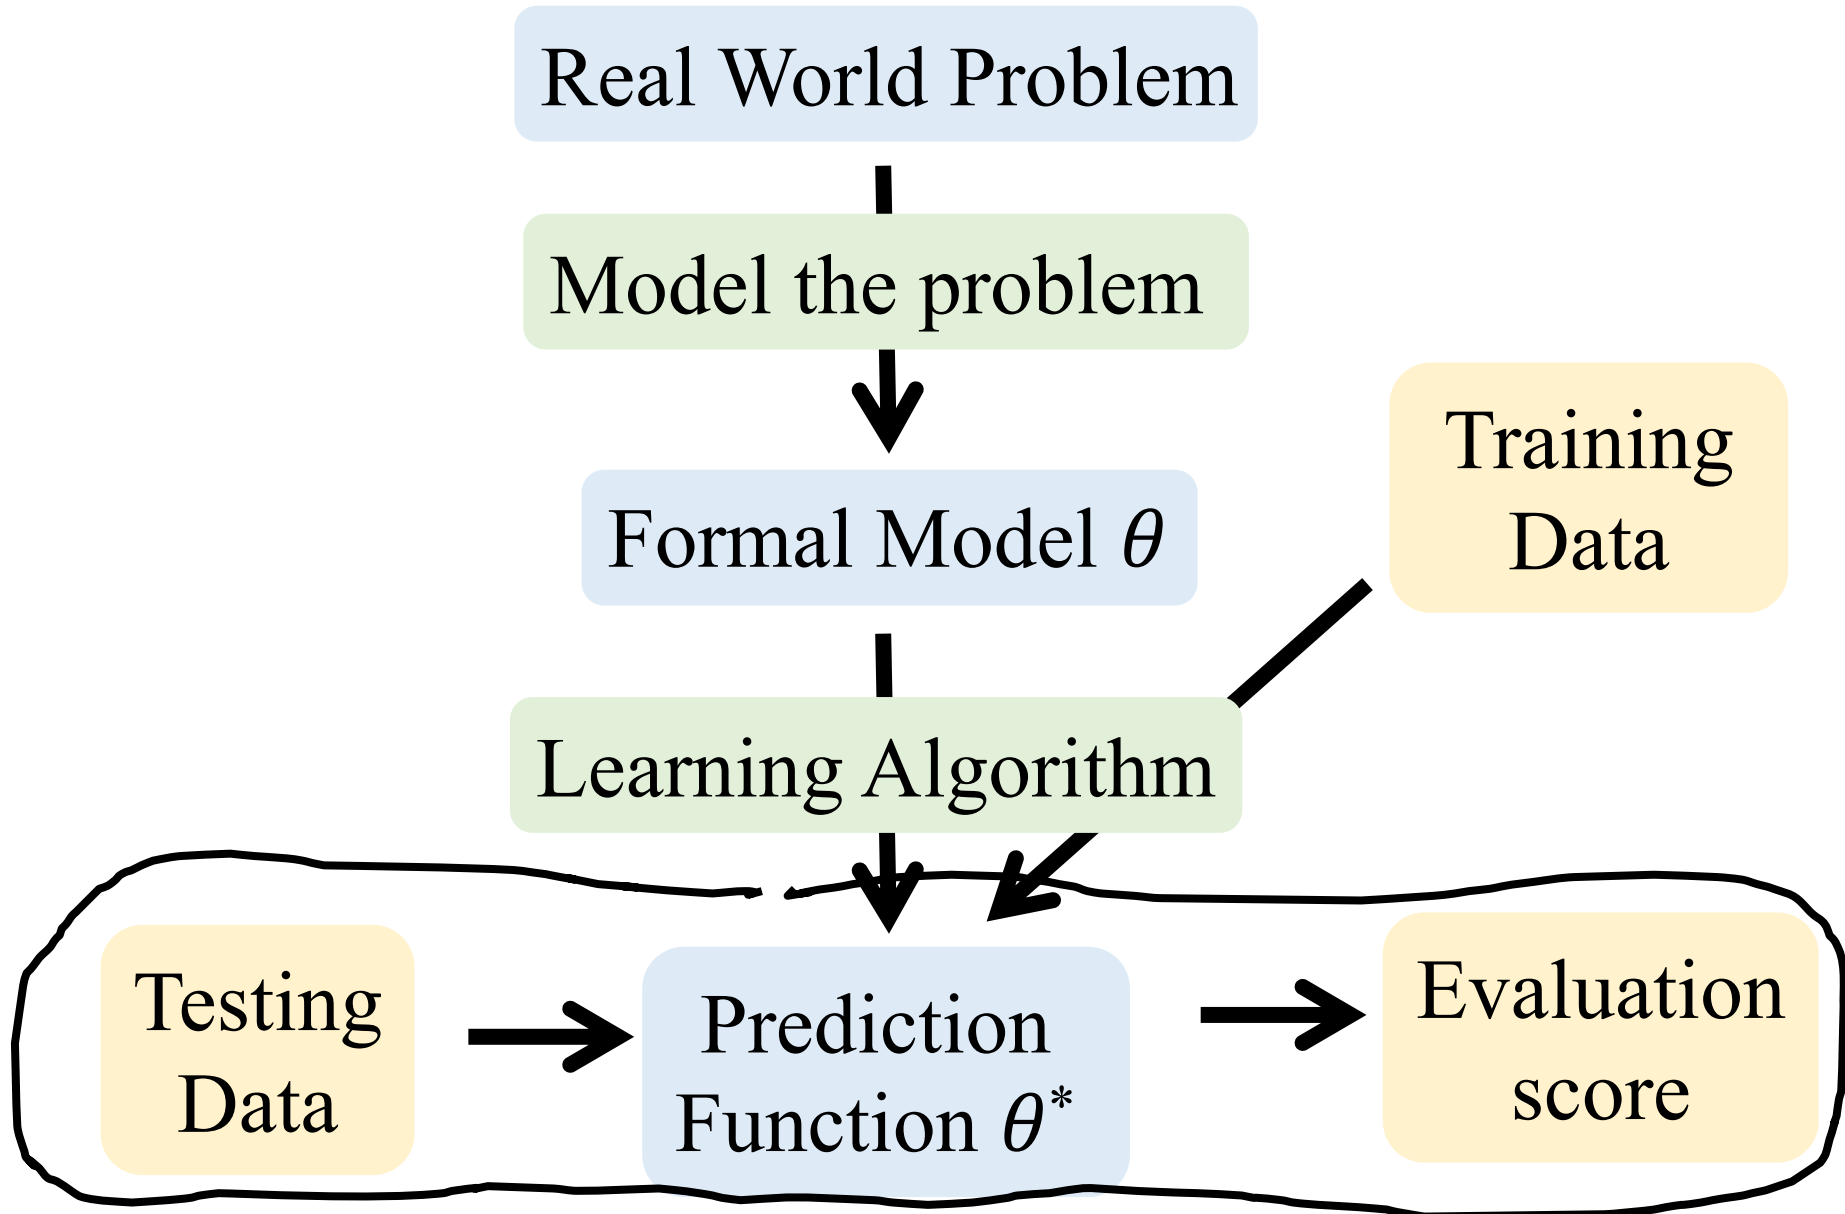 Real World Problem
Model the problem
Training
Data
Formal Model θ
Learning Algorithm
Testing
Data
Prediction
Function θ*
Evaluation
score